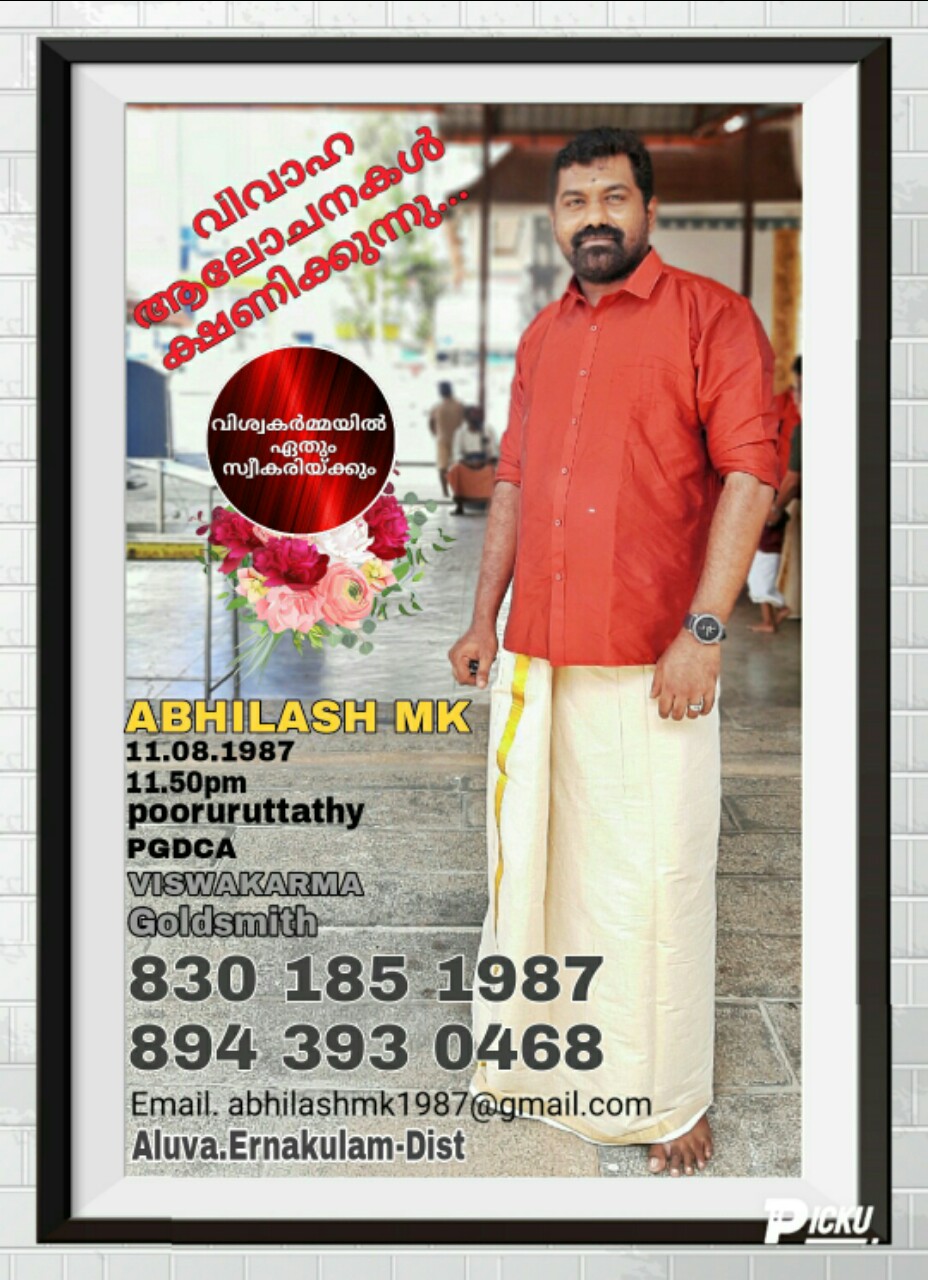 വിവാഹ
ആലോചനകൾ
ക്ഷണിക്കുന്നു...
വിശ്വകർമ്മയിൽ
ഏതും
സ്വീകരിയ്ക്കും
ABHILASH MK
11.08.1987
11.50pm
pooruruttathy
PGDCA
VISWAKARMA
Goldsmith
830 185 1987
894 393 0468
Email. abhilashmk1987@gmail.com
Aluva.Ernakulam-Dist
PICKU